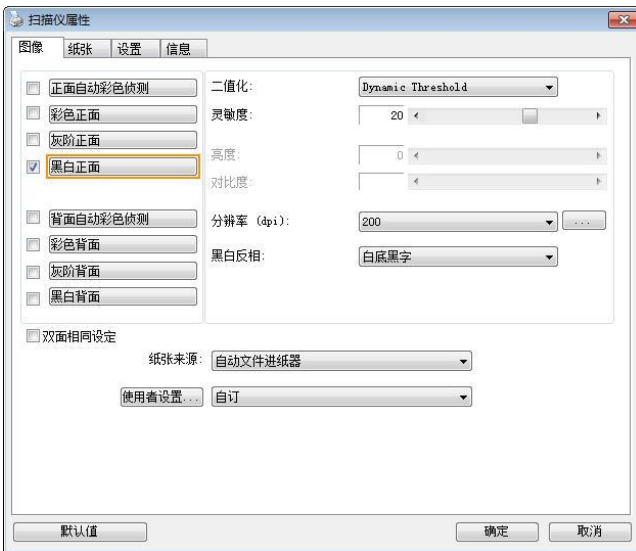 扫描仪属性
图像 纸张 设置 信息
正面自动彩色侦测
彩色正面
灰阶正面
黑白正面
背面自动彩色侦测
彩色背面
灰阶背面
黑白背面
二值化: Dynamic Threshold
灵敏度: 20
亮度: 0
对比度:
分辨率 (dpi): 200 ...
黑白反相: 白底黑字
双面相同设定
纸张来源: 自动文件进纸器
使用者设置... 自订
默认值 确定 取消